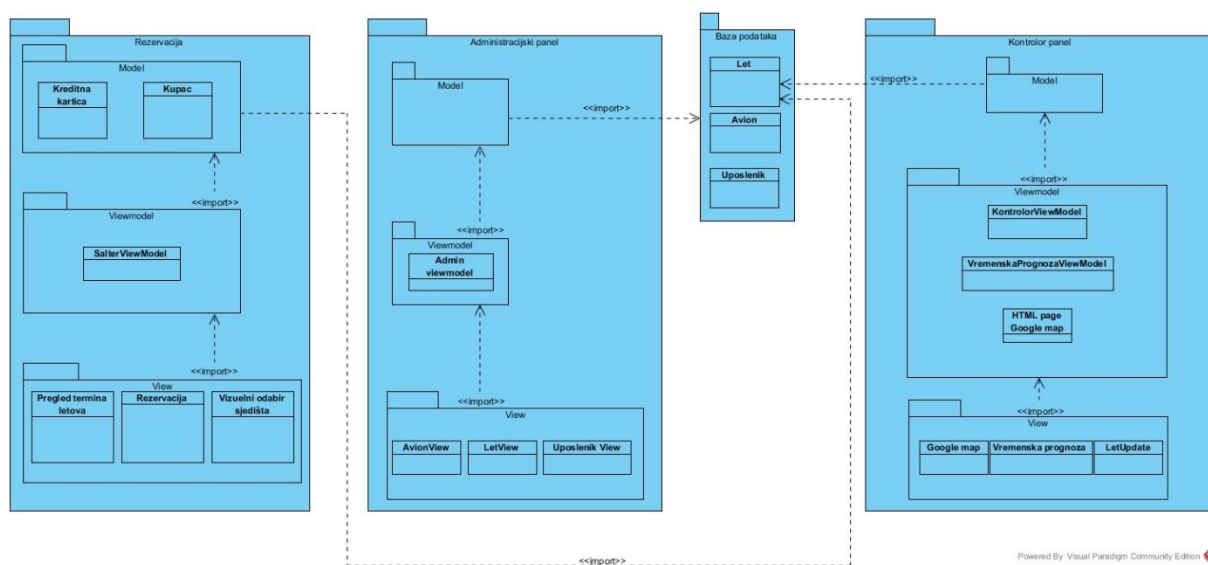 Rezervacija
Model
Kreditna
kartica
Kupac
<<import>>
Viewmodel
SalterViewModel
<<import>>
View
Pregled termina
letova
Rezervacija
Vizuelni odabir
sjedišta
Administracijski panel
Model
<<import>>
<<import>>
Viewmodel
Admin
viewmodel
<<import>>
View
AvionView
LetView
Uposlenik View
Baza podataka
Let
Avion
Uposlenik
Kontrolor panel
<<import>>
Model
<<import>>
Viewmodel
KontrolorViewModel
VremenskaPrognozaViewModel
HTML page
Google map
<<import>>
View
Google map
Vremenska prognoza
LetUpdate
<<import>>
Powered By Visual Paradigm Community Edition